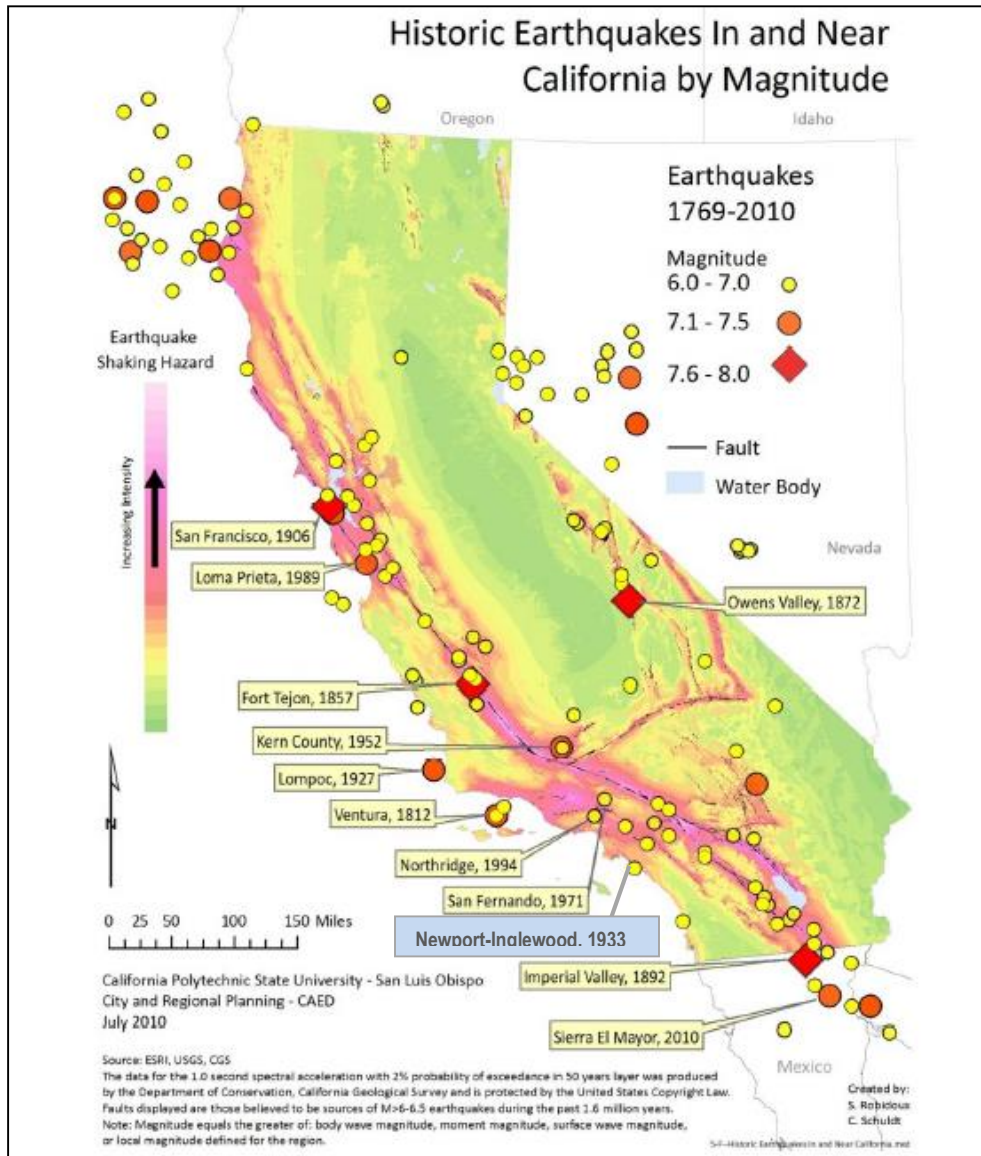 Historic Earthquakes In and Near
California by Magnitude
Oregon
Idaho
Earthquakes
1769-2010
Magnitude
6.0 - 7.0
7.1 - 7.5
7.6 - 8.0
Fault
Water Body
Earthquake
Shaking Hazard
Increasing Intensity
San Francisco, 1906
Loma Prieta, 1989
Nevada
Owens Valley, 1872
Fort Tejon, 1857
Kern County, 1952
Lompoc, 1927
Ventura, 1812
N
Northridge, 1994
San Fernando, 1971
Newport-Inglewood, 1933
0 25 50 100 150 Miles
Imperial Valley, 1892
California Polytechnic State University - San Luis Obispo
City and Regional Planning - CAED
July 2010
Sierra El Mayor, 2010
Mexico
Source: ESRI, USGS, CGS
The data for the 1.0 second spectral acceleration with 2% probability of exceedance in 50 years layer was produced
by the Department of Conservation, California Geological Survey and is protected by the United States Copyright Law.
Faults displayed are those believed to be sources of M>6-6.5 earthquakes during the past 1.6 million years.
Note: Magnitude equals the greater of: body wave magnitude, moment magnitude, surface wave magnitude,
or local magnitude defined for the region.
Created by:
S. Robidous
C. Schuldt
5-F-Historic Earthquakes In and Near California.mxd